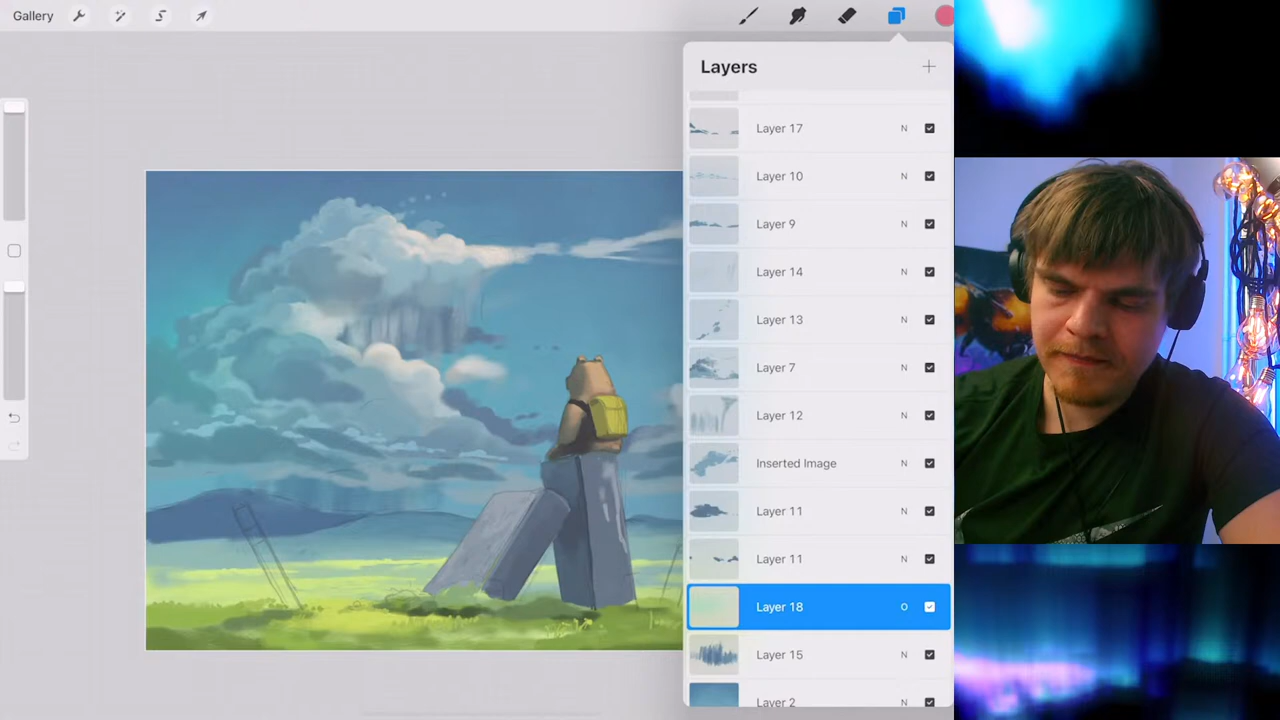 Gallery
Layers
Layer 17 N
Layer 10 N
Layer 9 N
Layer 14 N
Layer 13 N
Layer 7 N
Layer 12 N
Inserted Image N
Layer 11 N
Layer 11 N
Layer 18 O
Layer 15 N
Layer 2 N